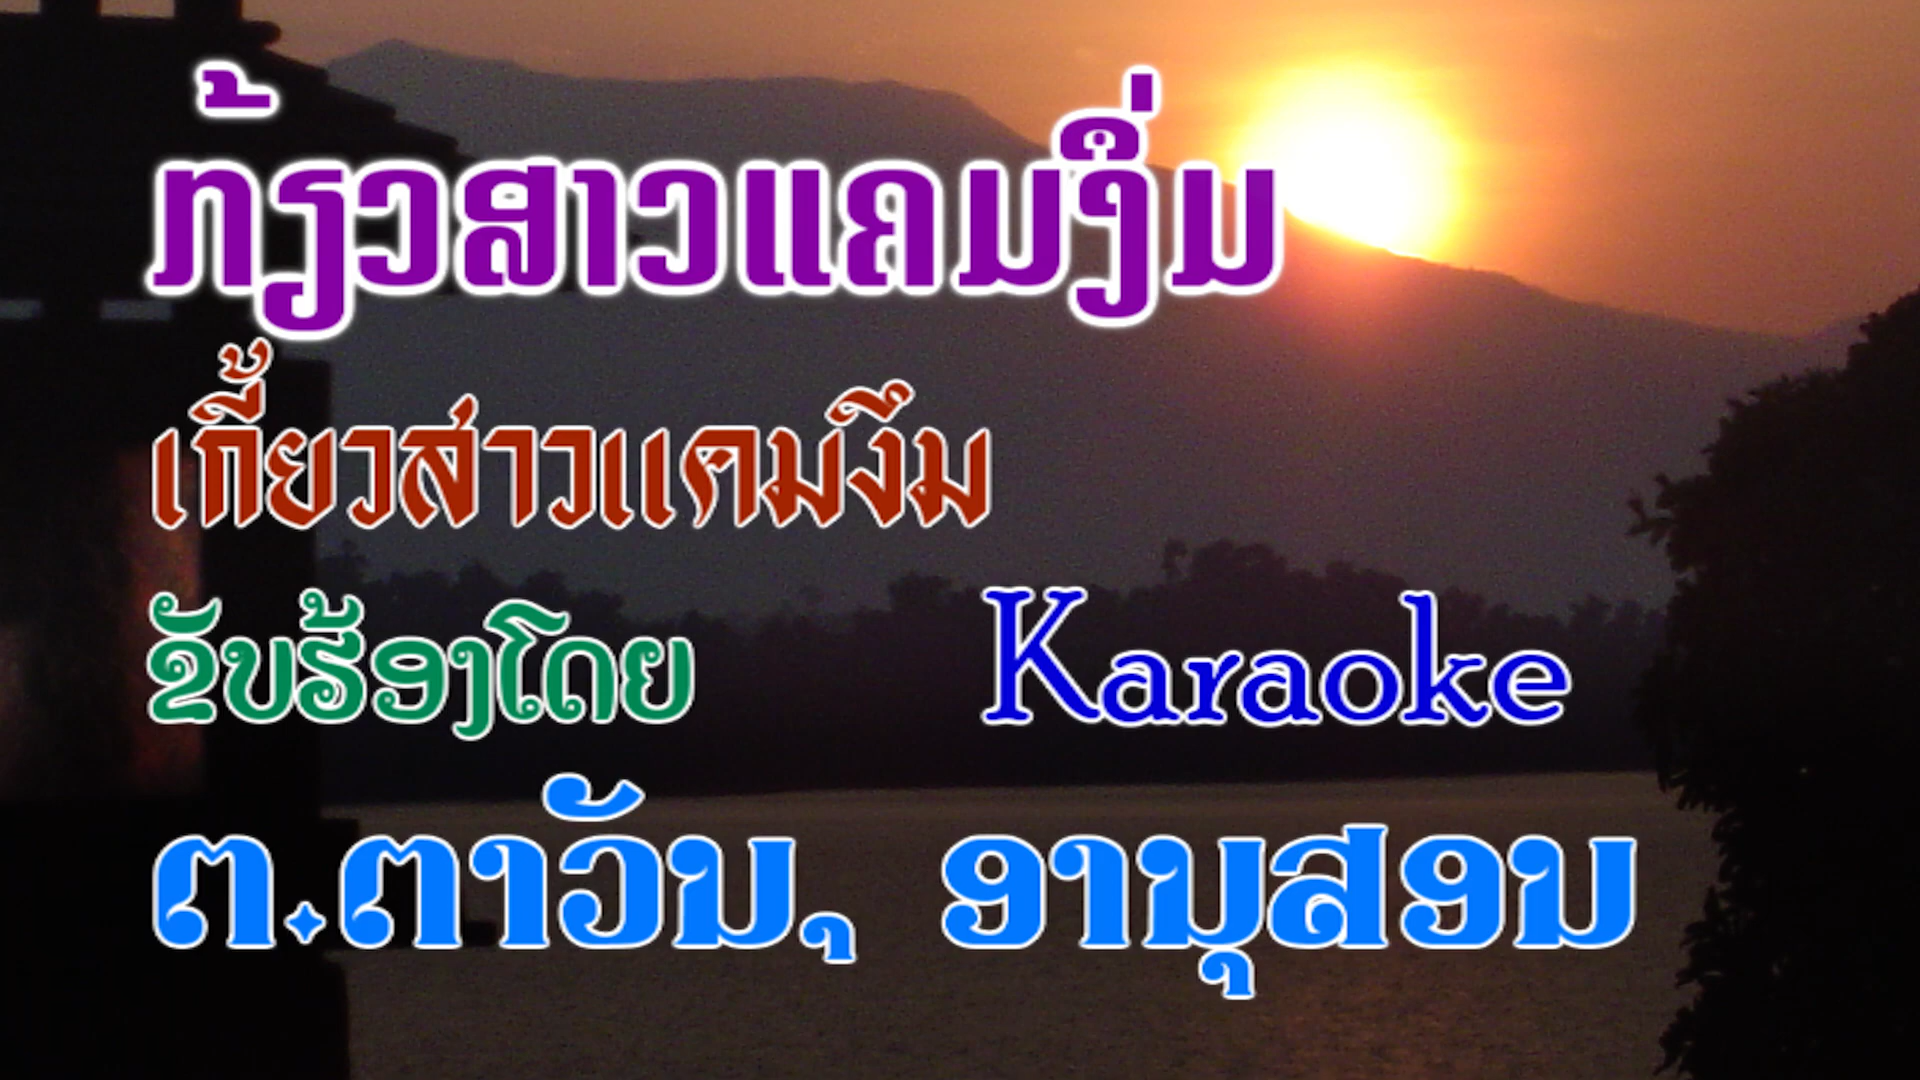 ກ້ຽວສາວແຄມງື່ມ
เกี้ยวส่าวแคมงึม
ຂັບຮ້ອງໂດຍ Karaoke
ຕ.ຕາວັນ, ອານຸສອນ